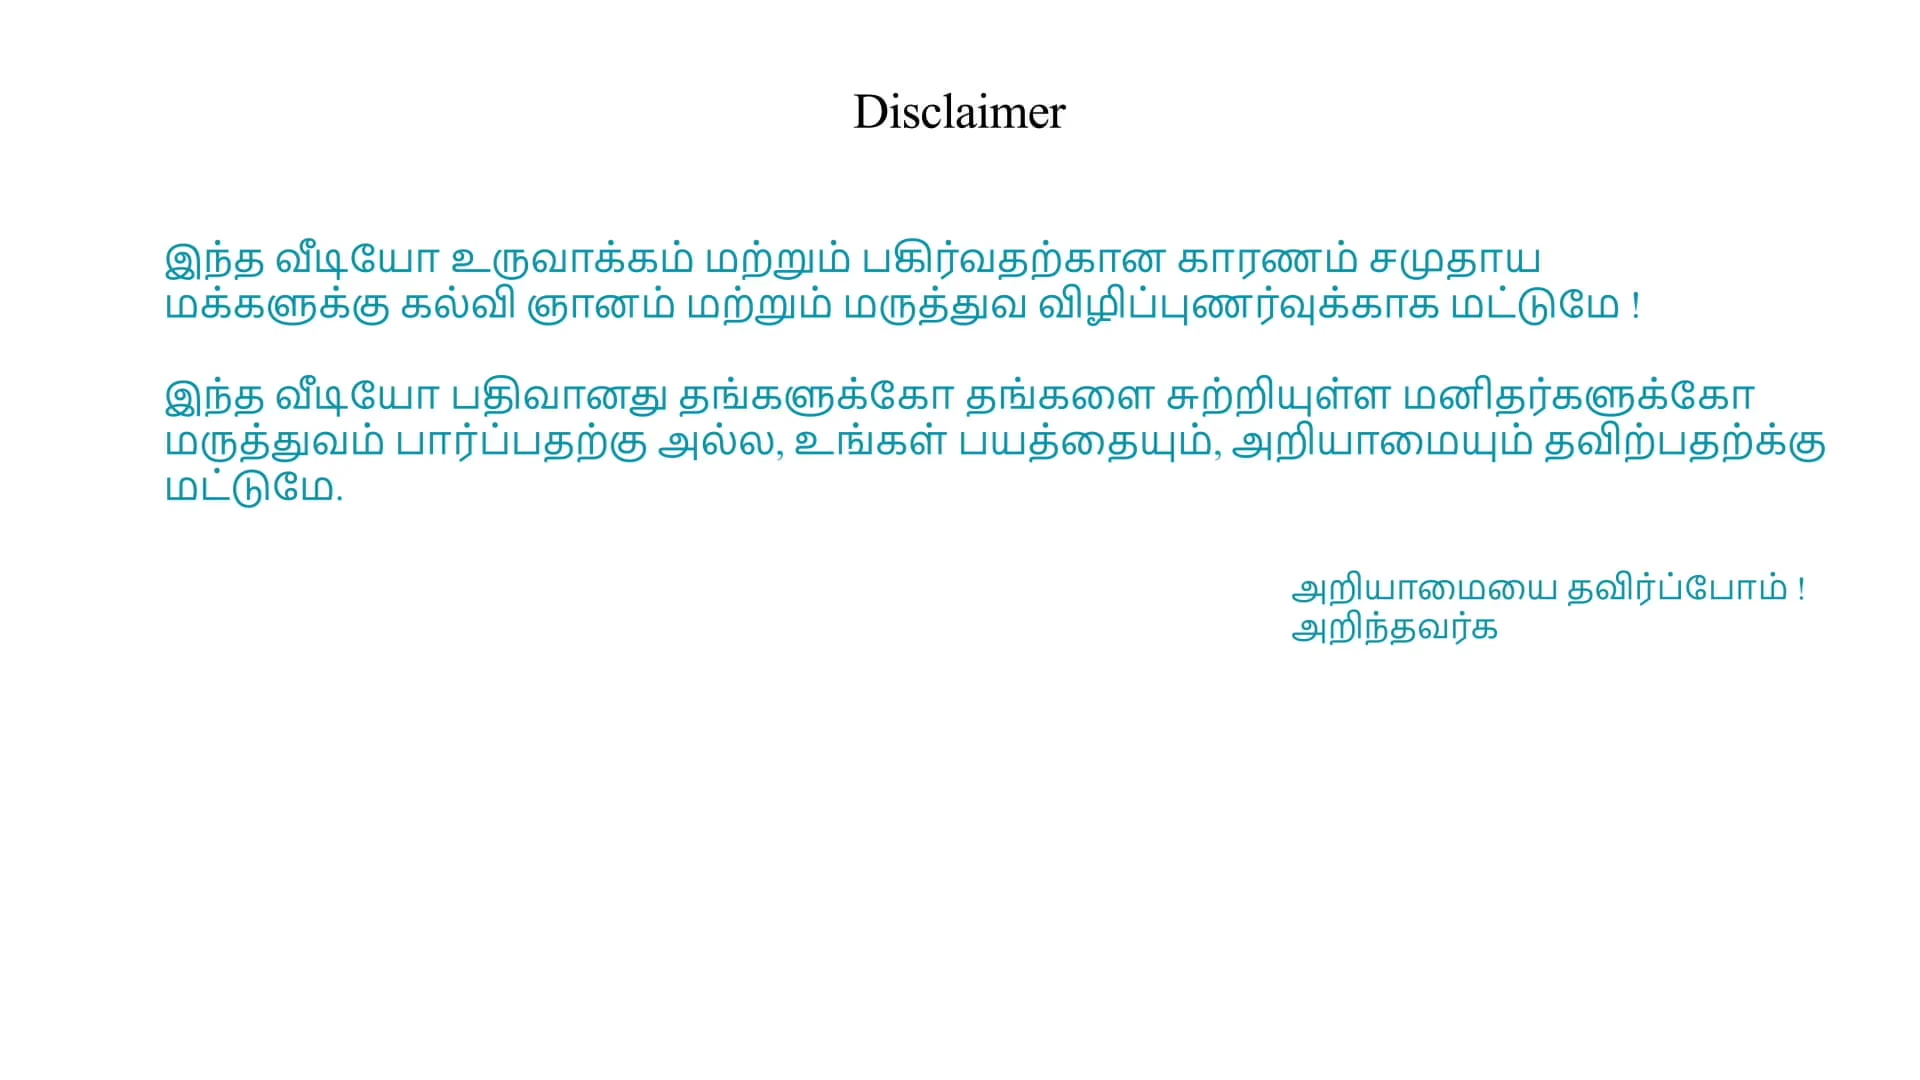 Disclaimer
இந்த வீடியோ உருவாக்கம் மற்றும் பகிர்வதற்கான காரணம் சமுதாய
மக்களுக்கு கல்வி ஞானம் மற்றும் மருத்துவ விழிப்புணர்வுக்காக மட்டுமே !
இந்த வீடியோ பதிவானது தங்களுக்கோ தங்களை சுற்றியுள்ள மனிதர்களுக்கோ
மருத்துவம் பார்ப்பதற்கு அல்ல, உங்கள் பயத்தையும், அறியாமையும் தவிற்பதற்க்கு
மட்டுமே.
அறியாமையை தவிர்ப்போம் !
அறிந்தவர்க